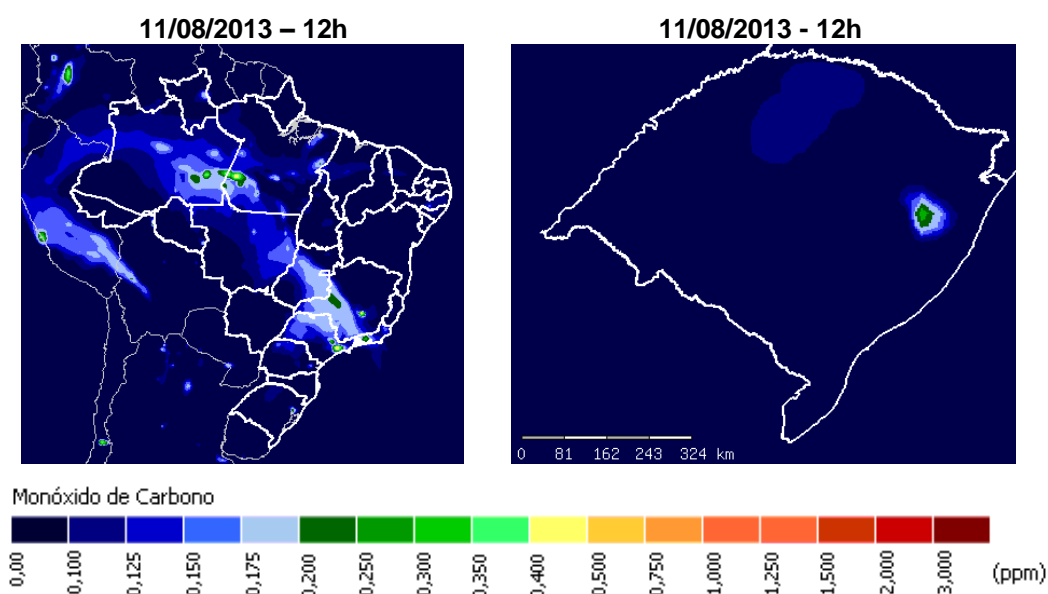 11/08/2013 – 12h
11/08/2013 - 12h
0 81 162 243 324 km
Monóxido de Carbono
0,00 0,100 0,125 0,150 0,175 0,200 0,250 0,300 0,350 0,400 0,500 0,750 1,000 1,250 1,500 2,000 3,000 (ppm)